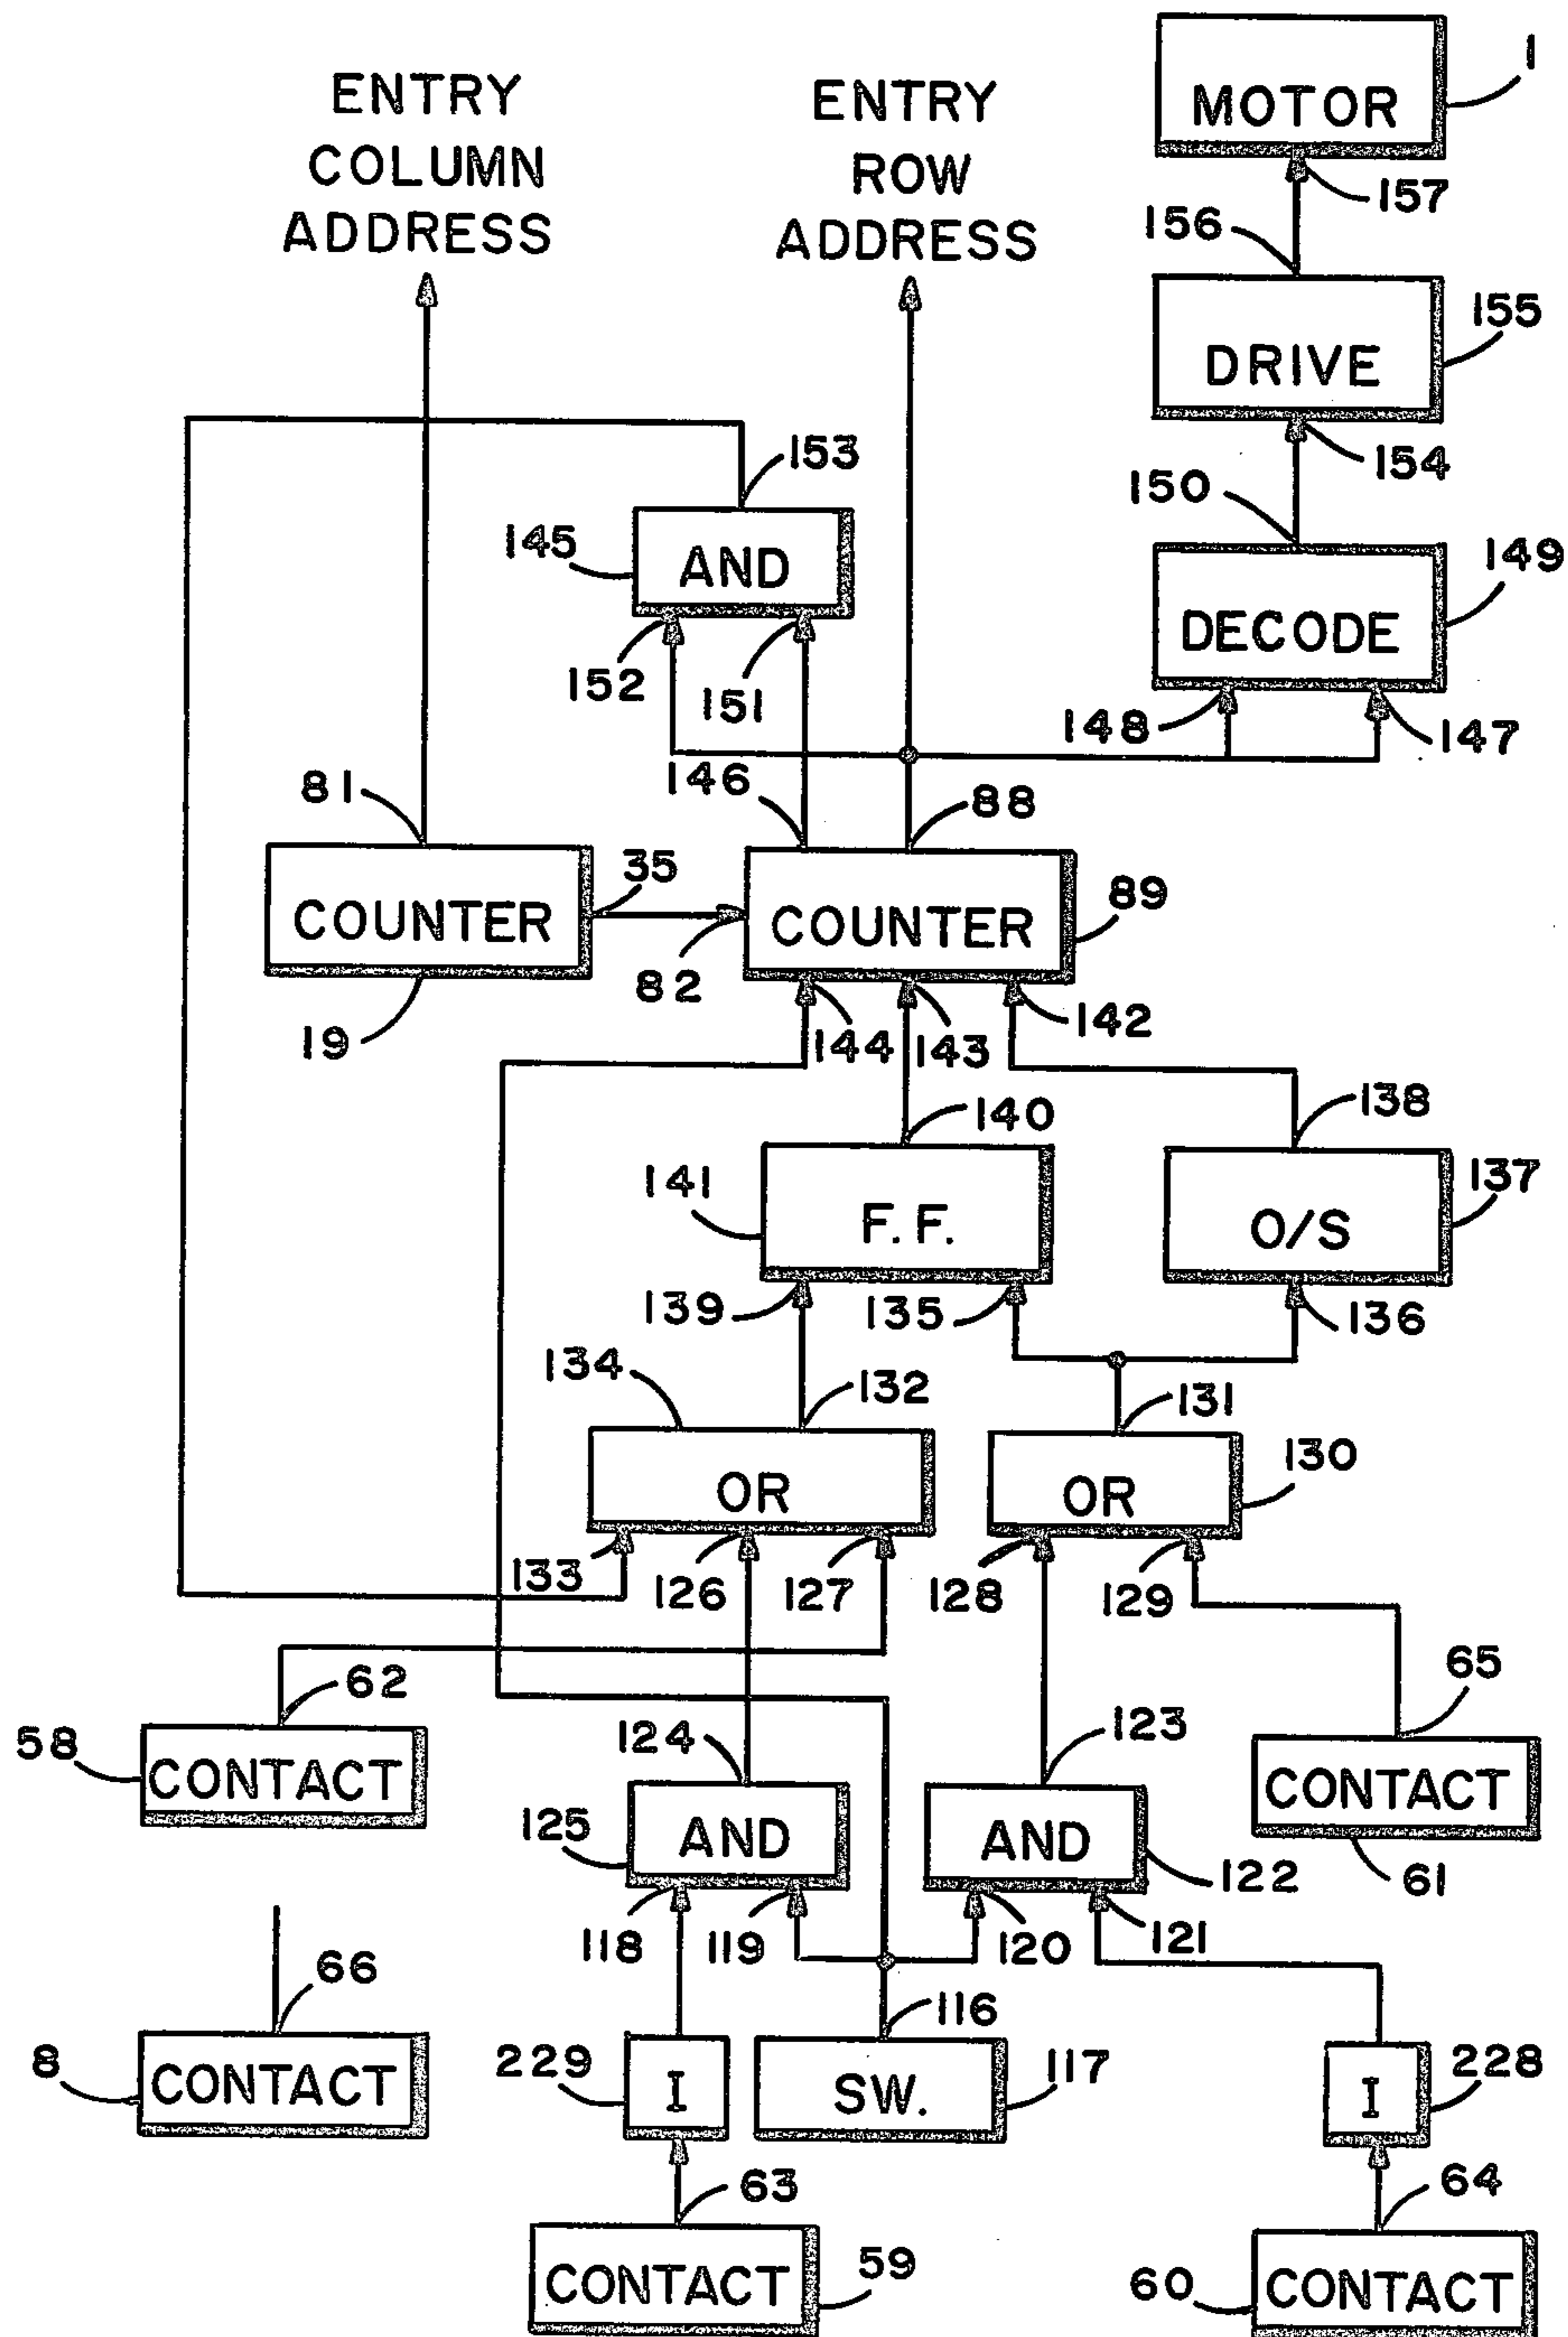 MOTOR
1
ENTRY
COLUMN
ADDRESS
ENTRY
ROW
ADDRESS
157
156
DRIVE
155
154
153
150
145
AND
DECODE
149
152
151
148
147
81
146
88
COUNTER
35
82
COUNTER
89
19
144
143
142
140
138
141
F. F.
O/S
137
139
135
136
134
132
131
OR
OR
130
133
126
127
128
129
62
65
58
CONTACT
124
123
CONTACT
61
125
AND
AND
122
118
119
120
121
66
116
8
CONTACT
229
I
SW.
117
I
228
63
64
CONTACT
59
60
CONTACT